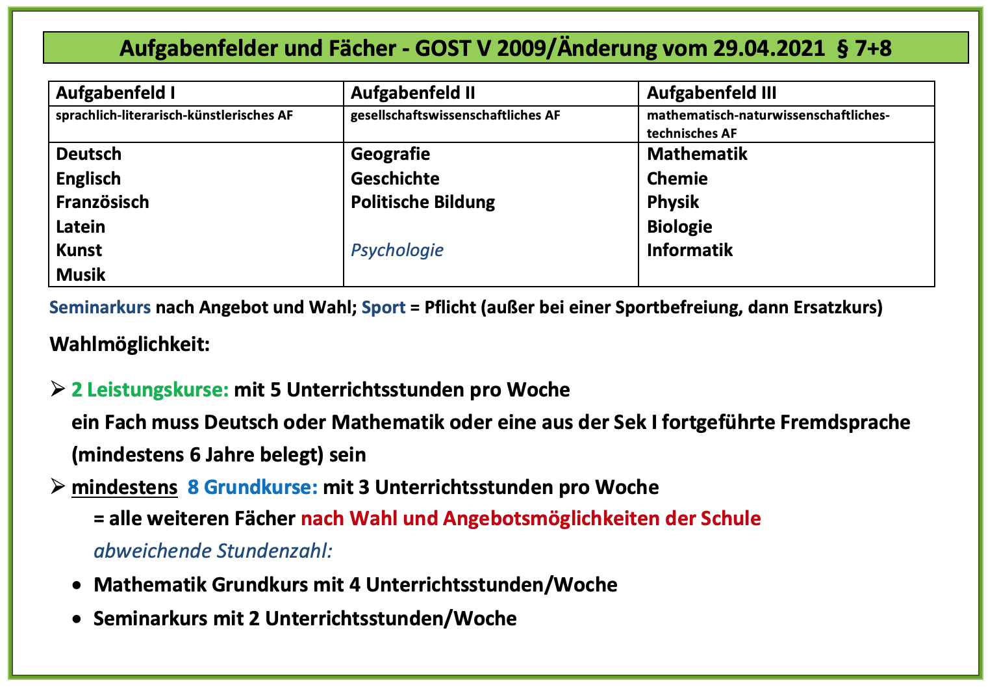 Aufgabenfelder und Fächer - GOST V 2009/Änderung vom 29.04.2021 § 7+8
Aufgabenfeld I
Aufgabenfeld II
Aufgabenfeld III
sprachlich-literarisch-künstlerisches AF
gesellschaftswissenschaftliches AF
mathematisch-naturwissenschaftliches-
technisches AF
Deutsch
Englisch
Französisch
Latein
Kunst
Musik
Geografie
Geschichte
Politische Bildung
Psychologie
Mathematik
Chemie
Physik
Biologie
Informatik
Seminarkurs nach Angebot und Wahl; Sport = Pflicht (außer bei einer Sportbefreiung, dann Ersatzkurs)
Wahlmöglichkeit:
➢ 2 Leistungskurse: mit 5 Unterrichtsstunden pro Woche
ein Fach muss Deutsch oder Mathematik oder eine aus der Sek I fortgeführte Fremdsprache
(mindestens 6 Jahre belegt) sein
➢ mindestens 8 Grundkurse: mit 3 Unterrichtsstunden pro Woche
= alle weiteren Fächer nach Wahl und Angebotsmöglichkeiten der Schule
abweichende Stundenzahl:
• Mathematik Grundkurs mit 4 Unterrichtsstunden/Woche
• Seminarkurs mit 2 Unterrichtsstunden/Woche